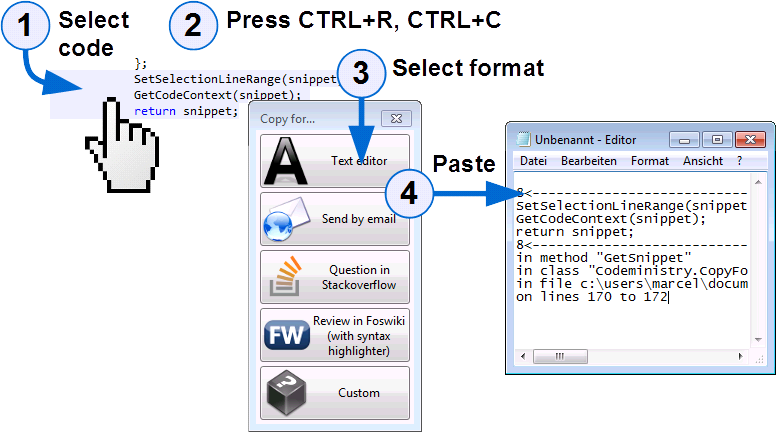 1 Select
code
2 Press CTRL+R, CTRL+C
};
SetSelectionLineRange(snippet
GetCodeContext(snippet);
return snippet;
3 Select format
Copy for...
A Text editor
Send by email
Question in
Stackoverflow
FW Review in Foswiki
(with syntax
highlighter)
? Custom
4 Paste
Unbenannt - Editor
Datei Bearbeiten Format Ansicht ?
8<----------------------------
SetSelectionLineRange(snippet
GetCodeContext(snippet);
return snippet;
8<----------------------------
in method "GetSnippet"
in class "Codeministry.CopyFo
in file c:\users\marcel\docum
on lines 170 to 172